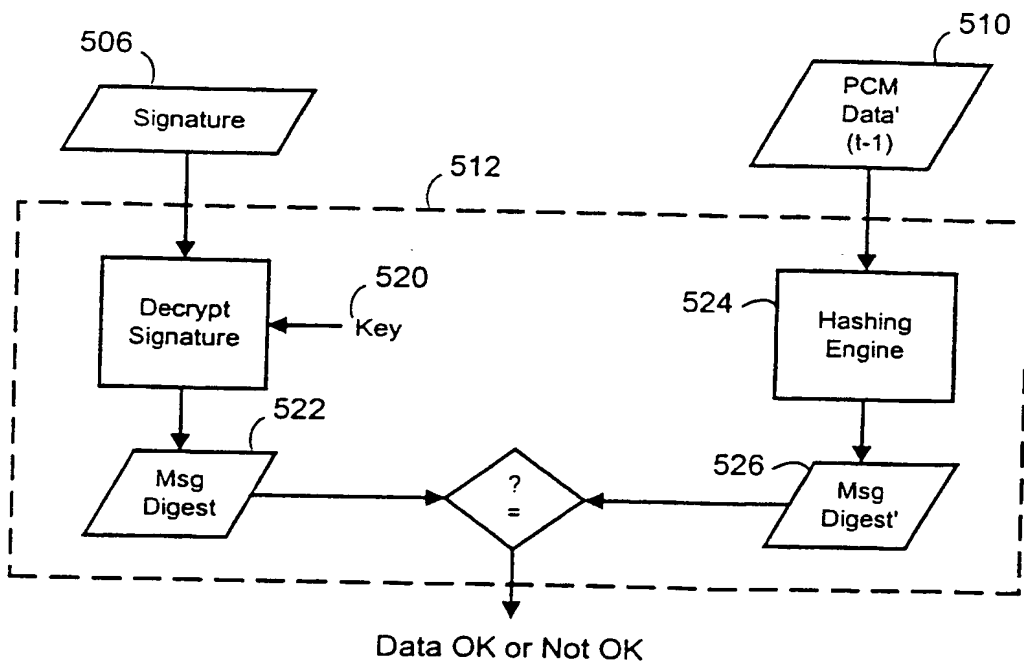 506
510
Signature
PCM
Data'
(t-1)
512
Decrypt
Signature
520
Key
524
Hashing
Engine
522
Msg
Digest
?
=
526
Msg
Digest'
Data OK or Not OK